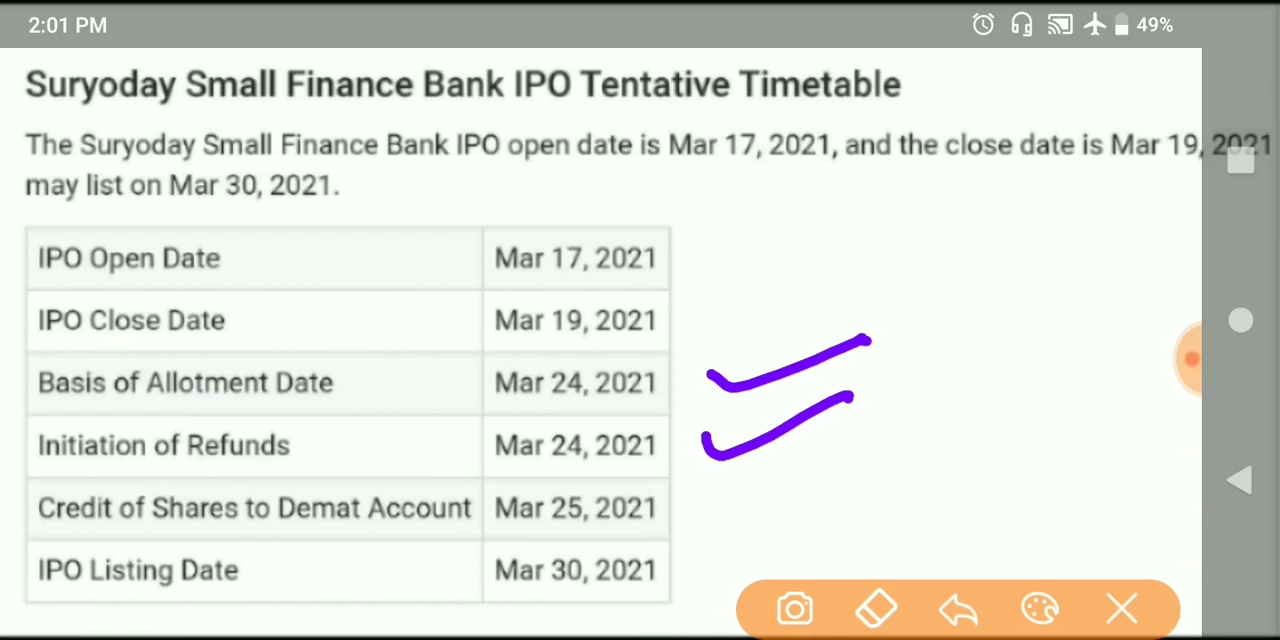 2:01 PM 49%
Suryoday Small Finance Bank IPO Tentative Timetable
The Suryoday Small Finance Bank IPO open date is Mar 17, 2021, and the close date is Mar 19, 2021
may list on Mar 30, 2021.
IPO Open Date Mar 17, 2021
IPO Close Date Mar 19, 2021
Basis of Allotment Date Mar 24, 2021
Initiation of Refunds Mar 24, 2021
Credit of Shares to Demat Account Mar 25, 2021
IPO Listing Date Mar 30, 2021